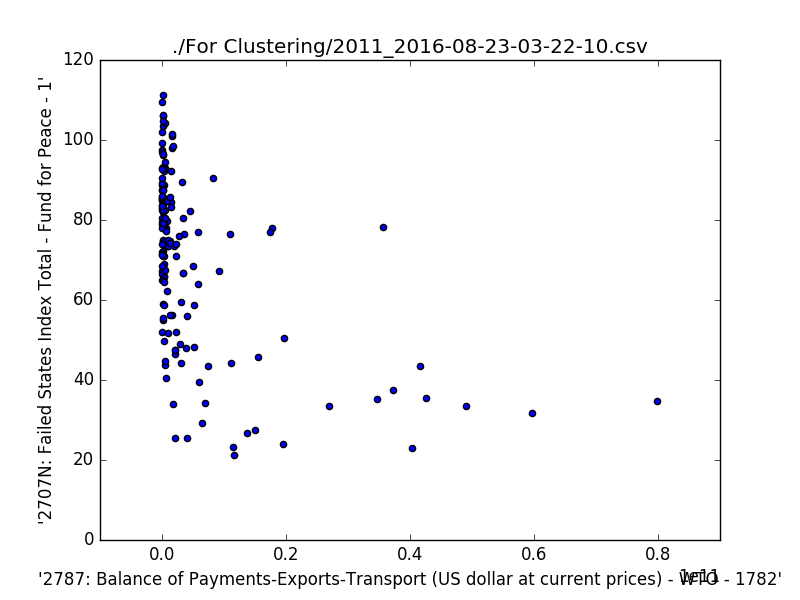 ./For Clustering/2011_2016-08-23-03-22-10.csv
120
100
80
60
40
20
0
'2707N: Failed States Index Total - Fund for Peace - 1'
0.0 0.2 0.4 0.6 0.8
1e11
'2787: Balance of Payments-Exports-Transport (US dollar at current prices) - WTO - 1782'